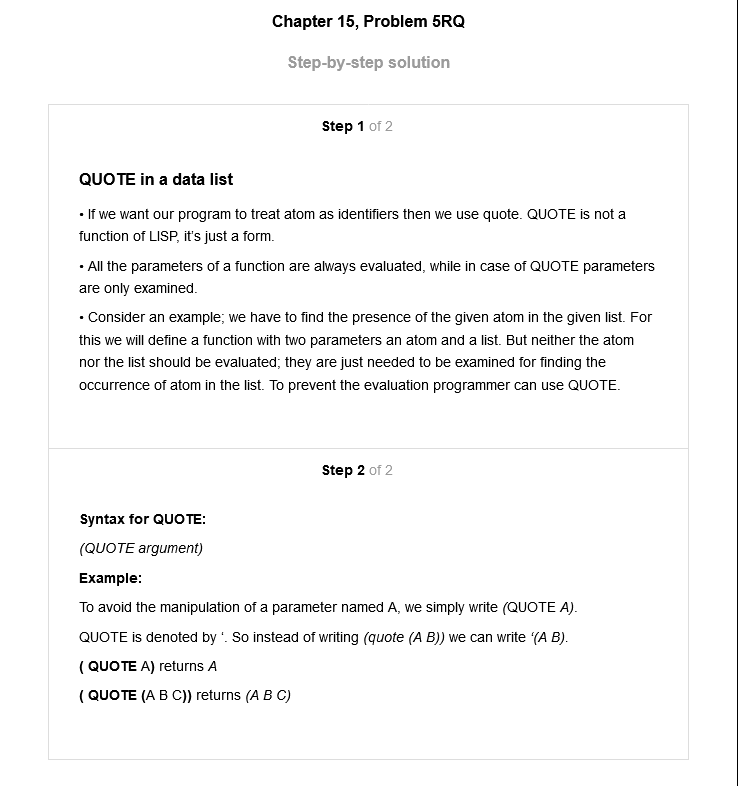 Chapter 15, Problem 5RQ
Step-by-step solution
Step 1 of 2
QUOTE in a data list
• If we want our program to treat atom as identifiers then we use quote. QUOTE is not a
function of LISP, it's just a form.
• All the parameters of a function are always evaluated, while in case of QUOTE parameters
are only examined.
• Consider an example; we have to find the presence of the given atom in the given list. For
this we will define a function with two parameters an atom and a list. But neither the atom
nor the list should be evaluated; they are just needed to be examined for finding the
occurrence of atom in the list. To prevent the evaluation programmer can use QUOTE.
Step 2 of 2
Syntax for QUOTE:
(QUOTE argument)
Example:
To avoid the manipulation of a parameter named A, we simply write (QUOTE A).
QUOTE is denoted by ‘. So instead of writing (quote (A B)) we can write ‘(A B).
( QUOTE A) returns A
( QUOTE (A B C)) returns (A B C)